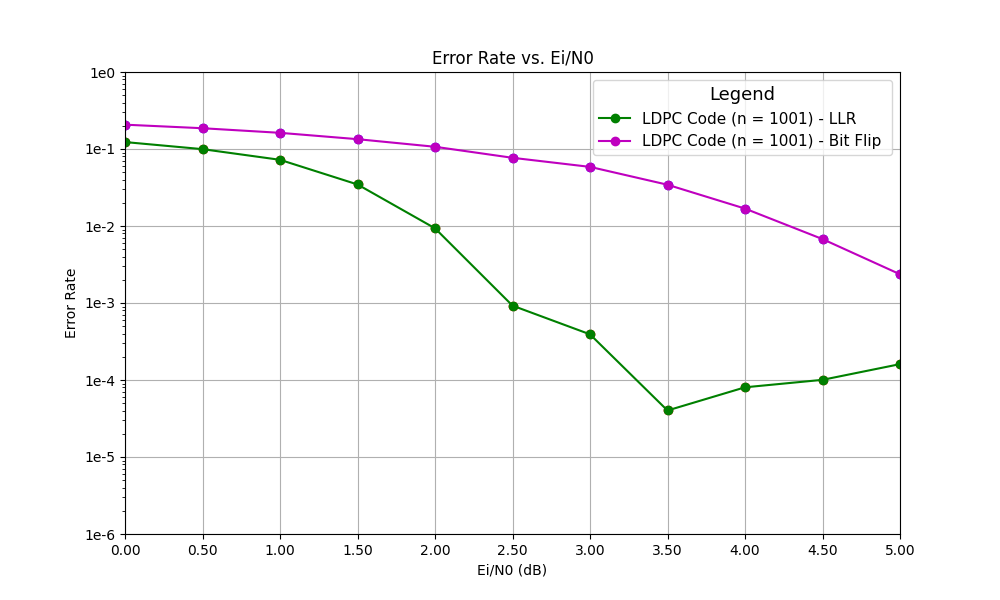 Error Rate vs. Ei/N0
Legend
LDPC Code (n = 1001) - LLR
LDPC Code (n = 1001) - Bit Flip
Error Rate
1e0
1e-1
1e-2
1e-3
1e-4
1e-5
1e-6
0.00 0.50 1.00 1.50 2.00 2.50 3.00 3.50 4.00 4.50 5.00
Ei/N0 (dB)